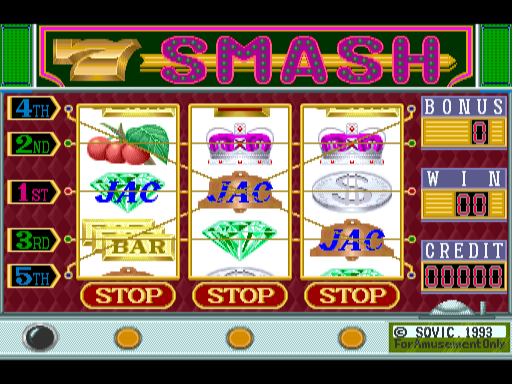 7 SMASH
4TH
2ND
1ST
3RD
5TH
JAC
BAR
JAC
JAC
STOP STOP STOP
BONUS
0
WIN
00
CREDIT
00000
© SOVIC.1993
For Amusement Only